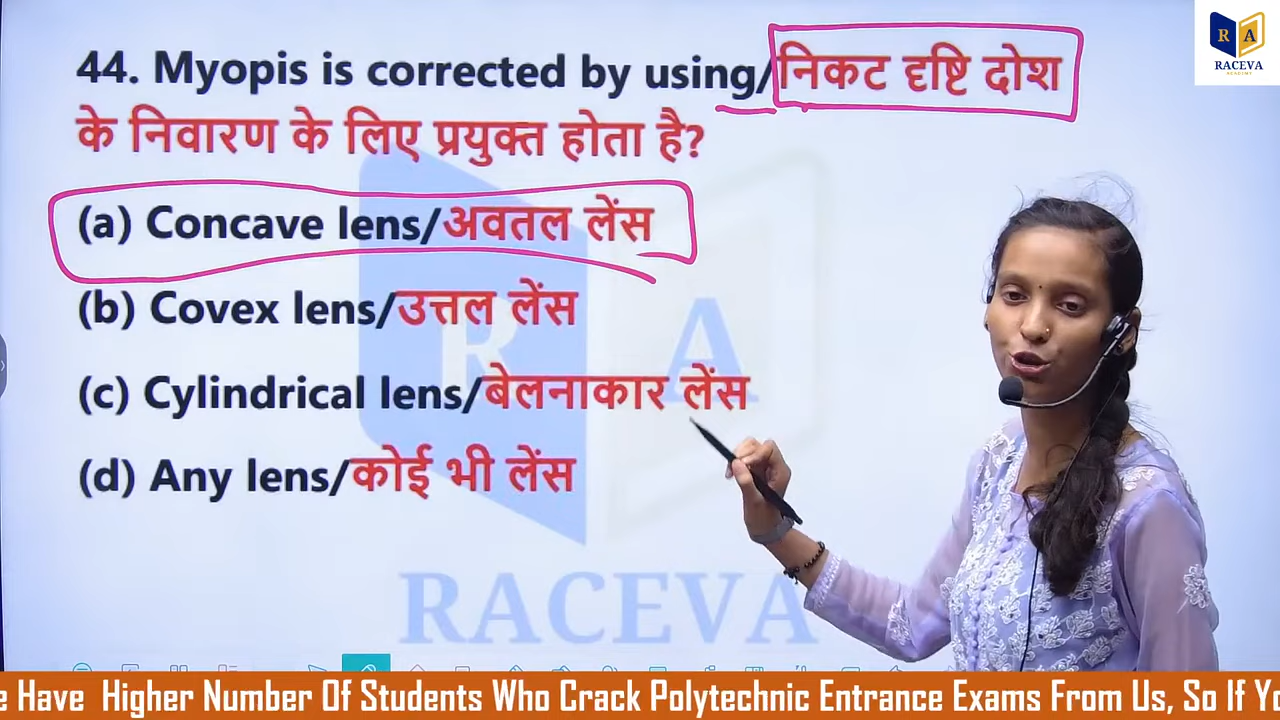 44. Myopis is corrected by using/निकट दृष्टि दोश
के निवारण के लिए प्रयुक्त होता है?
(a) Concave lens/अवतल लेंस
(b) Covex lens/उत्तल लेंस
(c) Cylindrical lens/बेलनाकार लेंस
(d) Any lens/कोई भी लेंस
R A
RACEVA
R A
RACEVA
ACADEMY
e Have Higher Number Of Students Who Crack Polytechnic Entrance Exams From Us, So If Yo